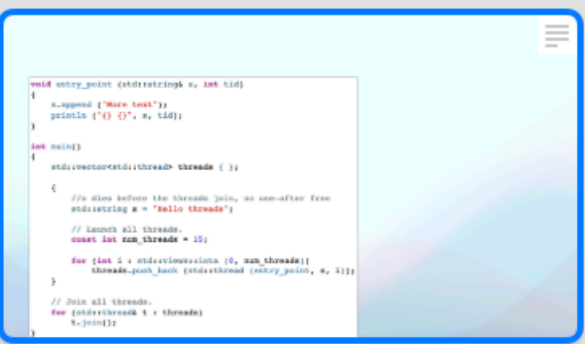 void entry_point (std::string& s, int tid)
{
    s.append ("More text");
    println ("{} {}", s, tid);
}
int main()
{
    std::vector<std::thread> threads { };
    {
        //s dies before the threads join, so use-after free
        std::string s = "Hello threads";
        // Launch all threads.
        const int num_threads = 15;
        for (int i : std::views::iota (0, num_threads))
            threads.push_back (std::thread (entry_point, s, i));
    }
    // Join all threads.
    for (std::thread& t : threads)
        t.join();
}